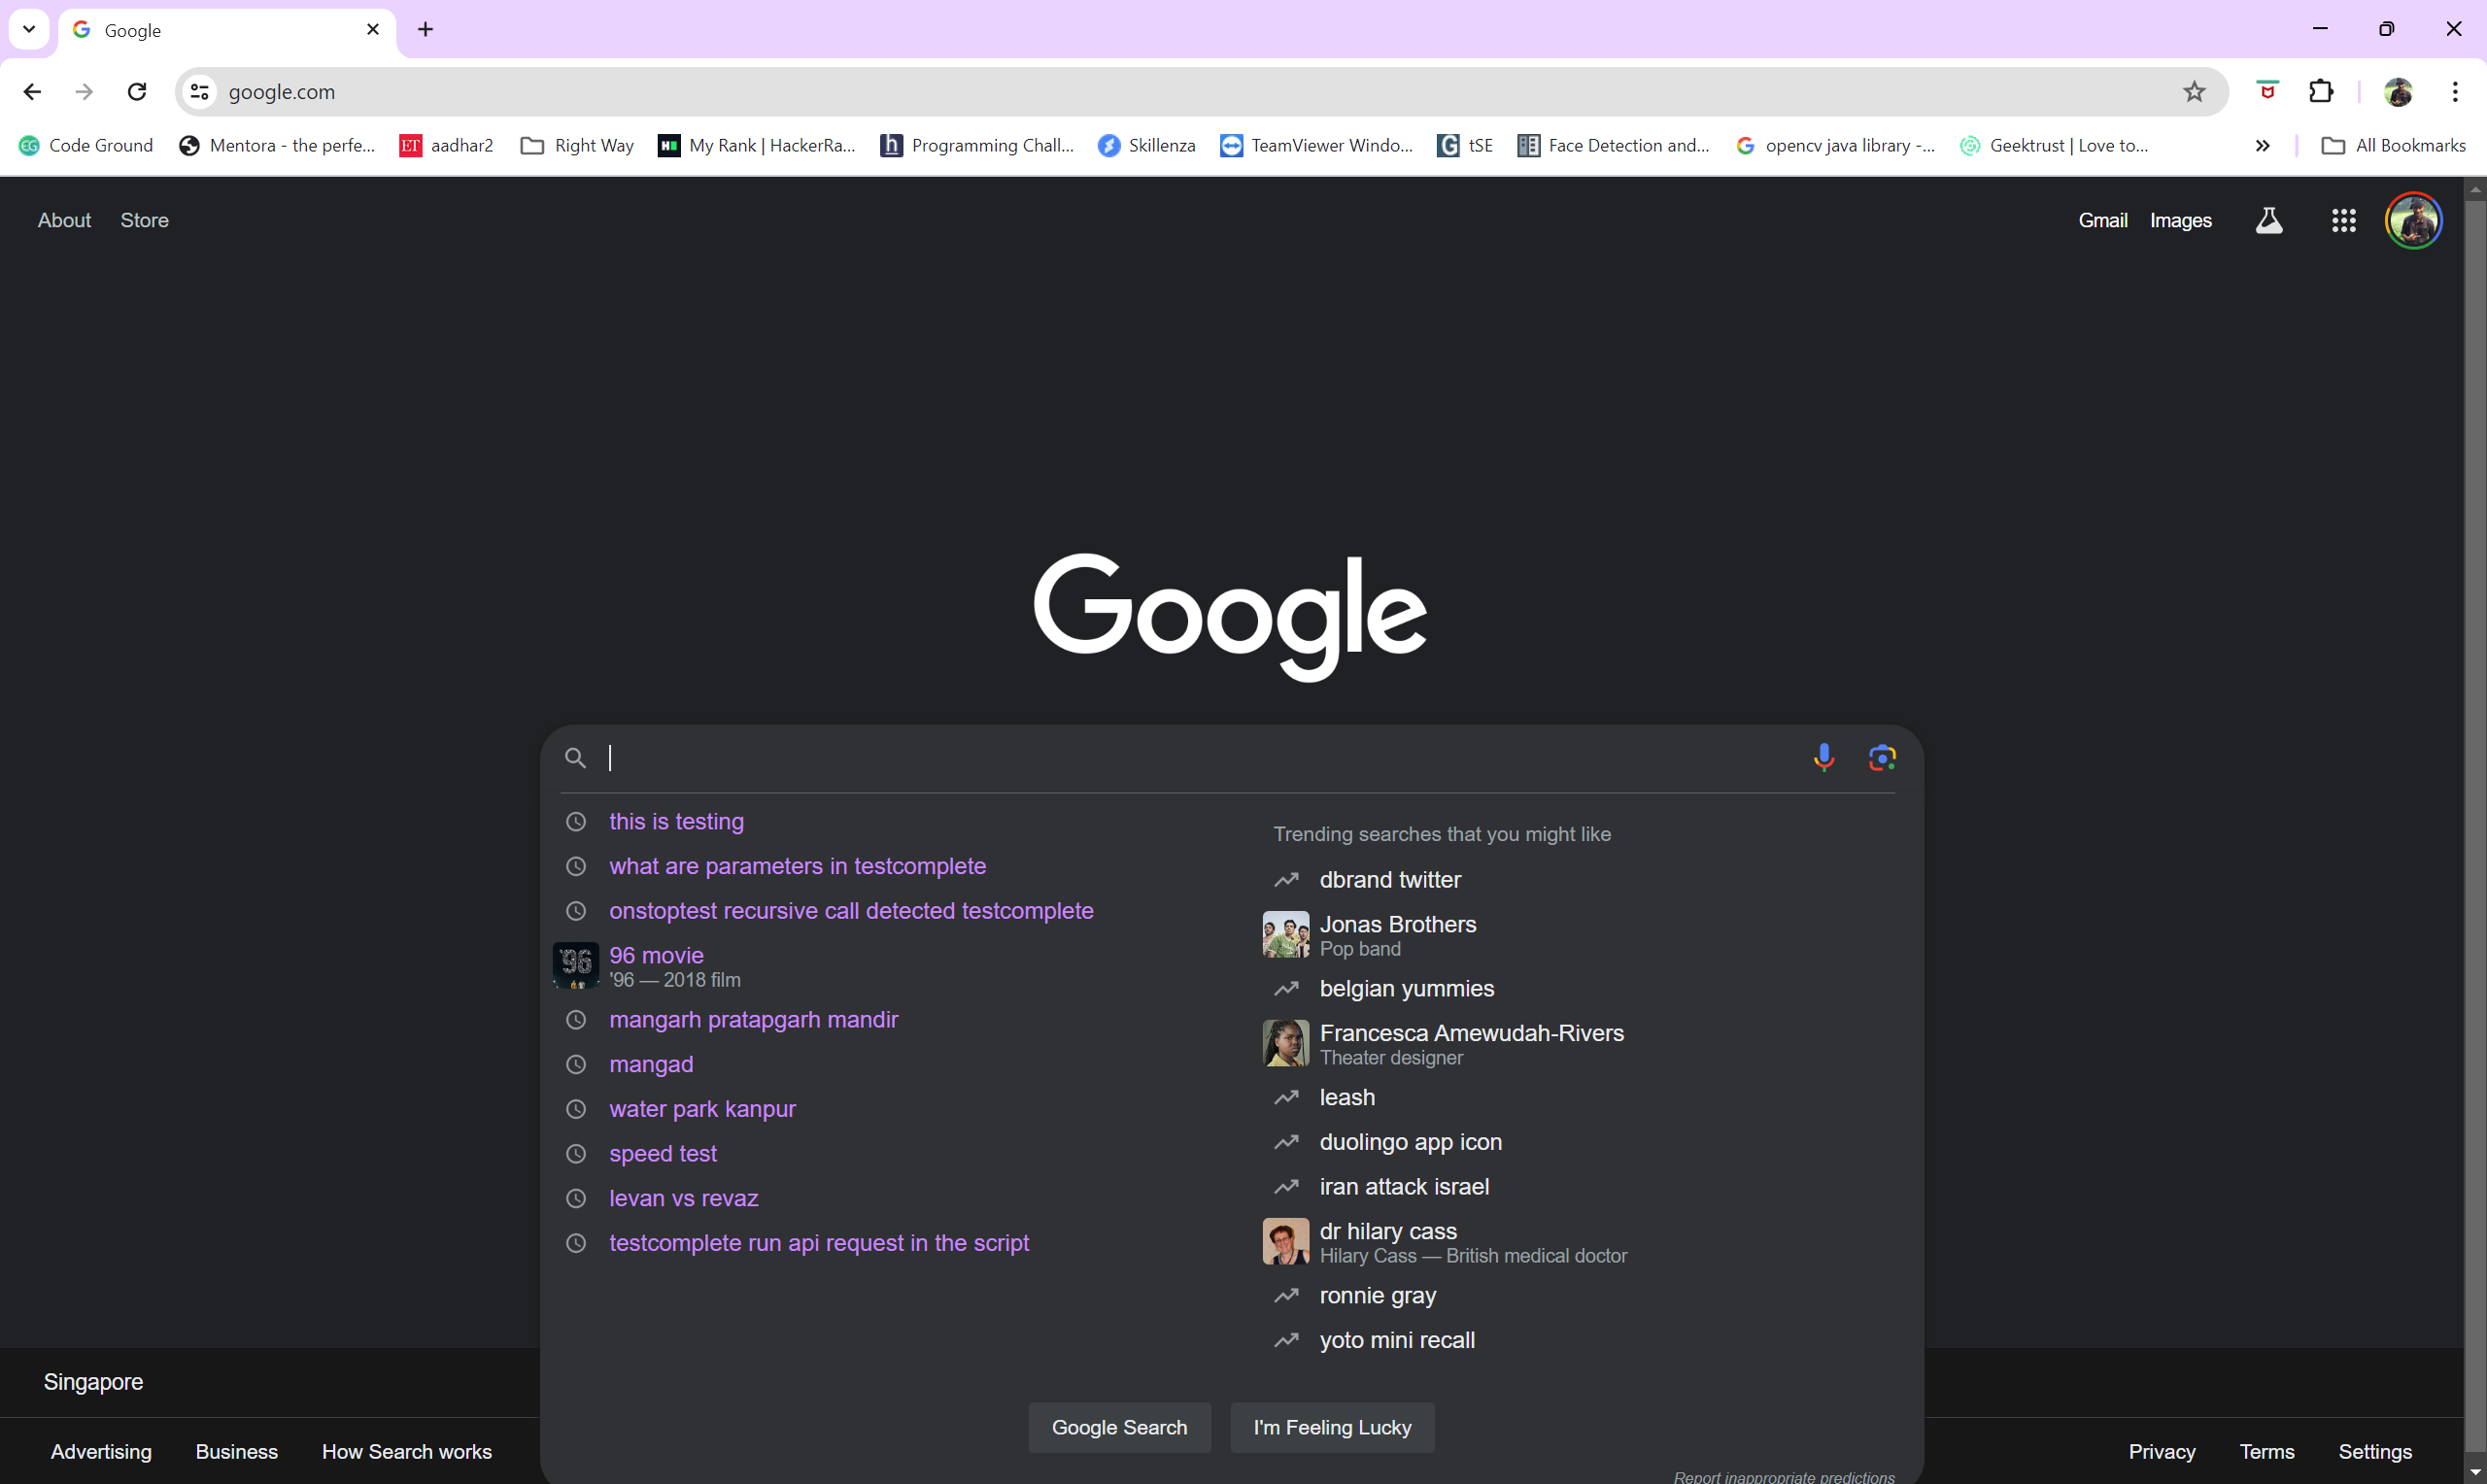 Google
google.com
Code Ground
Mentora - the perfe...
ET aadhar2
Right Way
My Rank | HackerRa...
h Programming Chall...
Skillenza
TeamViewer Windo...
G tSE
Face Detection and...
opencv java library -...
Geektrust | Love to...
All Bookmarks
About Store
Gmail Images
Google
this is testing
what are parameters in testcomplete
onstoptest recursive call detected testcomplete
'96
96 movie
'96 — 2018 film
mangarh pratapgarh mandir
mangad
water park kanpur
speed test
levan vs revaz
testcomplete run api request in the script
Trending searches that you might like
dbrand twitter
Jonas Brothers
Pop band
belgian yummies
Francesca Amewudah-Rivers
Theater designer
leash
duolingo app icon
iran attack israel
dr hilary cass
Hilary Cass — British medical doctor
ronnie gray
yoto mini recall
Google Search I'm Feeling Lucky
Report inappropriate predictions
Singapore
Advertising Business How Search works
Privacy Terms Settings